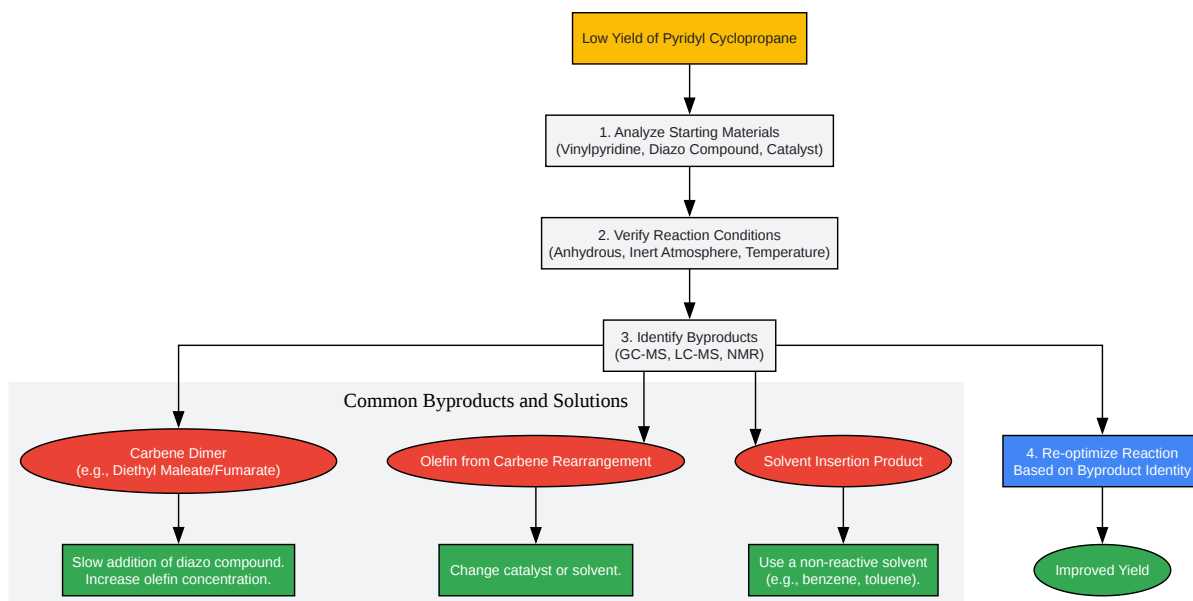 Low Yield of Pyridyl Cyclopropane
1. Analyze Starting Materials
(Vinylpyridine, Diazo Compound, Catalyst)
2. Verify Reaction Conditions
(Anhydrous, Inert Atmosphere, Temperature)
3. Identify Byproducts
(GC-MS, LC-MS, NMR)
Common Byproducts and Solutions
Carbene Dimer
(e.g., Diethyl Maleate/Fumarate)
Olefin from Carbene Rearrangement
Solvent Insertion Product
4. Re-optimize Reaction
Based on Byproduct Identity
Slow addition of diazo compound.
Increase olefin concentration.
Change catalyst or solvent.
Use a non-reactive solvent
(e.g., benzene, toluene).
Improved Yield